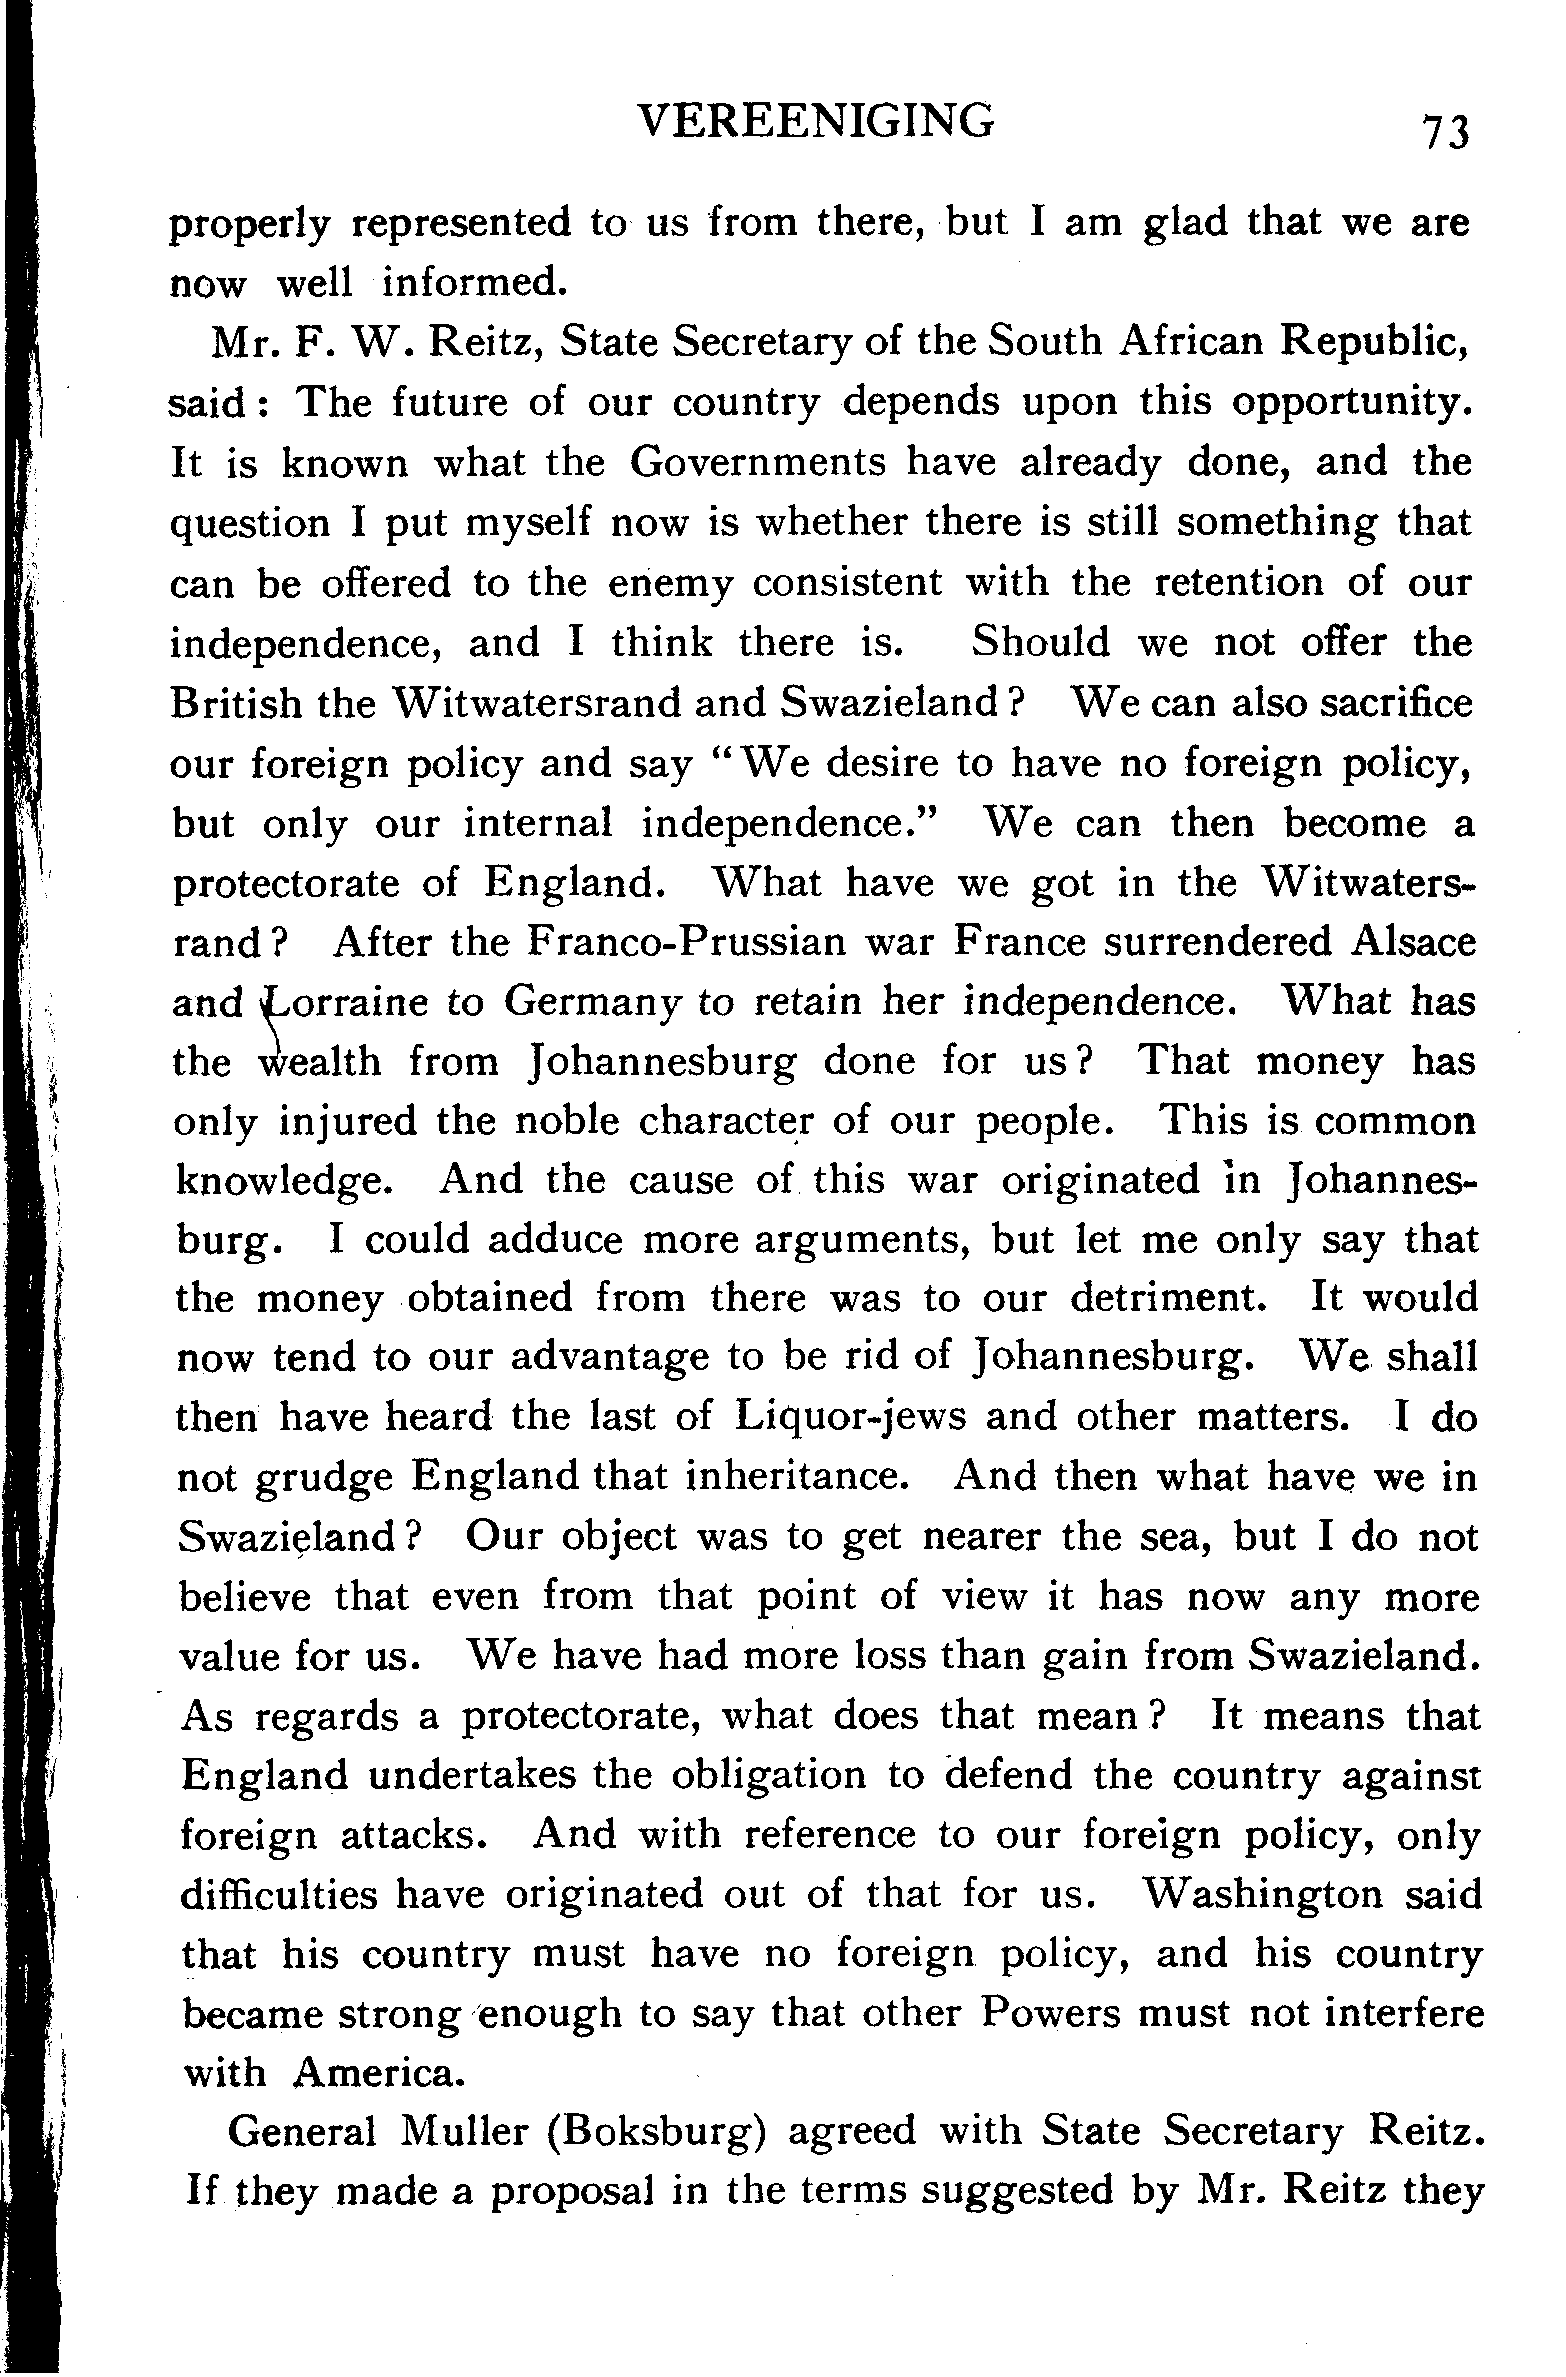 VEREENIGING 73
properly represented to us from there, but I am glad that we are
now well informed.
Mr. F. W. Reitz, State Secretary of the South African Republic,
said : The future of our country depends upon this opportunity.
It is known what the Governments have already done, and the
question I put myself now is whether there is still something that
can be offered to the enemy consistent with the retention of our
independence, and I think there is. Should we not offer the
British the Witwatersrand and Swazieland ? We can also sacrifice
our foreign policy and say "We desire to have no foreign policy,
but only our internal independence." We can then become a
protectorate of England. What have we got in the Witwaters-
rand ? After the Franco-Prussian war France surrendered Alsace
and Lorraine to Germany to retain her independence. What has
the wealth from Johannesburg done for us ? That money has
only injured the noble character of our people. This is common
knowledge. And the cause of this war originated in Johannes-
burg. I could adduce more arguments, but let me only say that
the money obtained from there was to our detriment. It would
now tend to our advantage to be rid of Johannesburg. We shall
then have heard the last of Liquor-jews and other matters. I do
not grudge England that inheritance. And then what have we in
Swazieland ? Our object was to get nearer the sea, but I do not
believe that even from that point of view it has now any more
value for us. We have had more loss than gain from Swazieland.
As regards a protectorate, what does that mean ? It means that
England undertakes the obligation to defend the country against
foreign attacks. And with reference to our foreign policy, only
difficulties have originated out of that for us. Washington said
that his country must have no foreign policy, and his country
became strong enough to say that other Powers must not interfere
with America.
General Muller (Boksburg) agreed with State Secretary Reitz.
If they made a proposal in the terms suggested by Mr. Reitz they